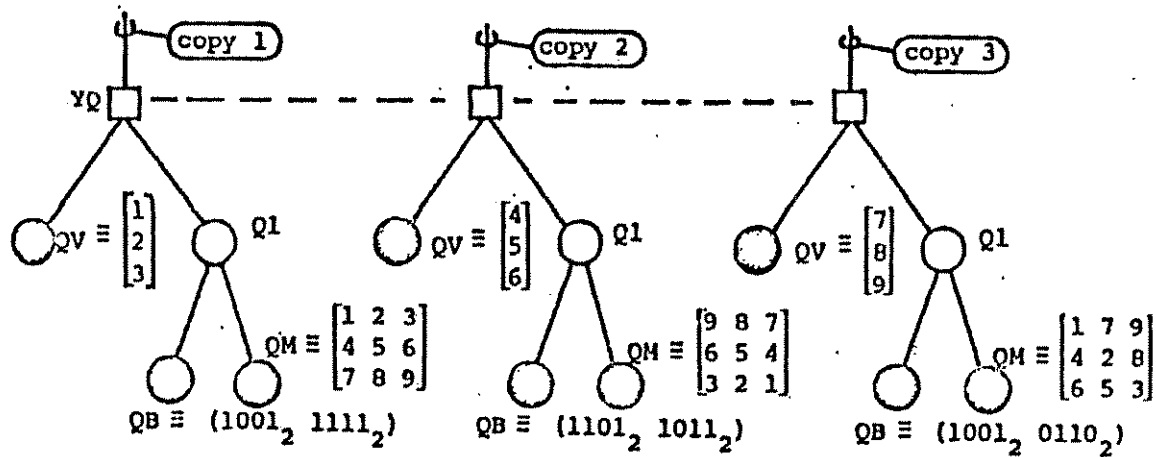 copy 1 copy 2 copy 3
YQ
QV ≡ [1 2 3] Q1 QV ≡ [4 5 6] Q1 QV ≡ [7 8 9] Q1
QM ≡ [1 2 3
4 5 6
7 8 9]
QM ≡ [9 8 7
6 5 4
3 2 1]
QM ≡ [1 7 9
4 2 8
6 5 3]
QB ≡ (1001₂ 1111₂) QB ≡ (1101₂ 1011₂) QB ≡ (1001₂ 0110₂)